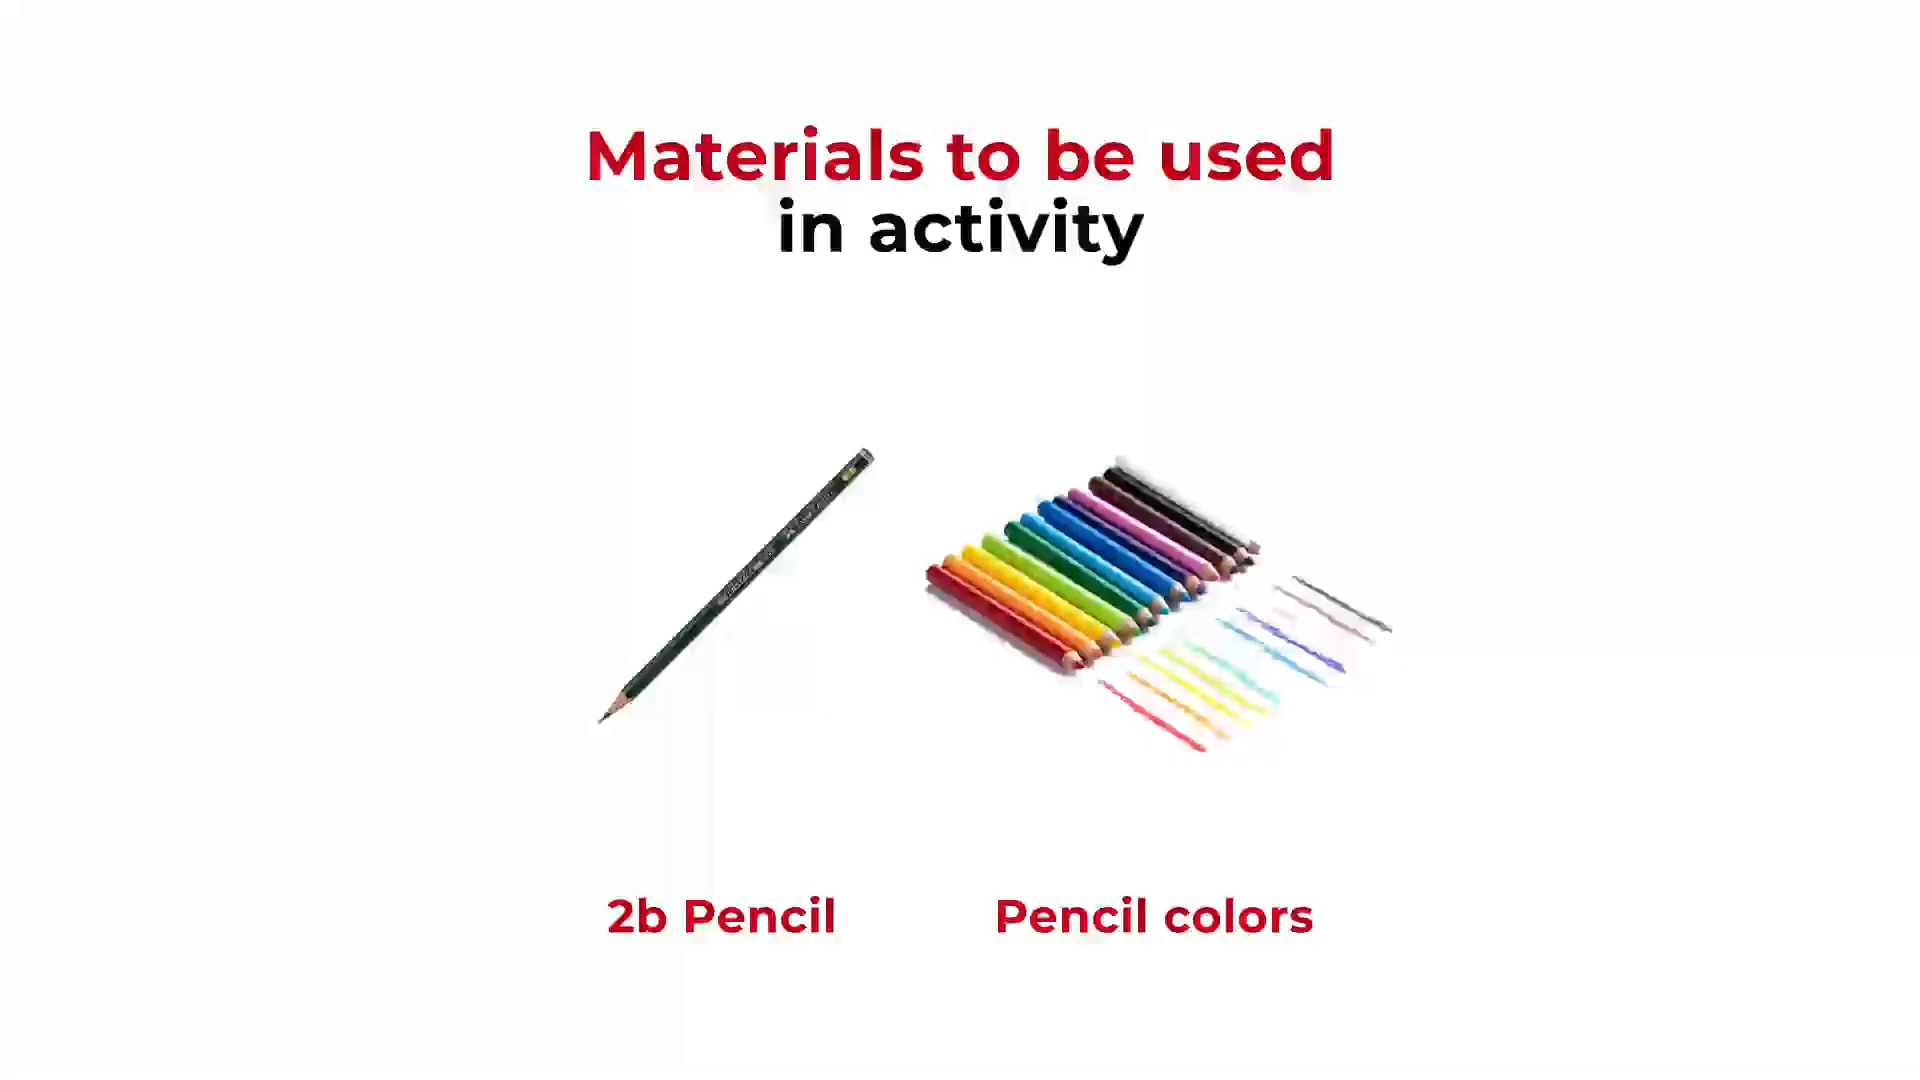 Materials to be used
in activity
2b Pencil
Pencil colors